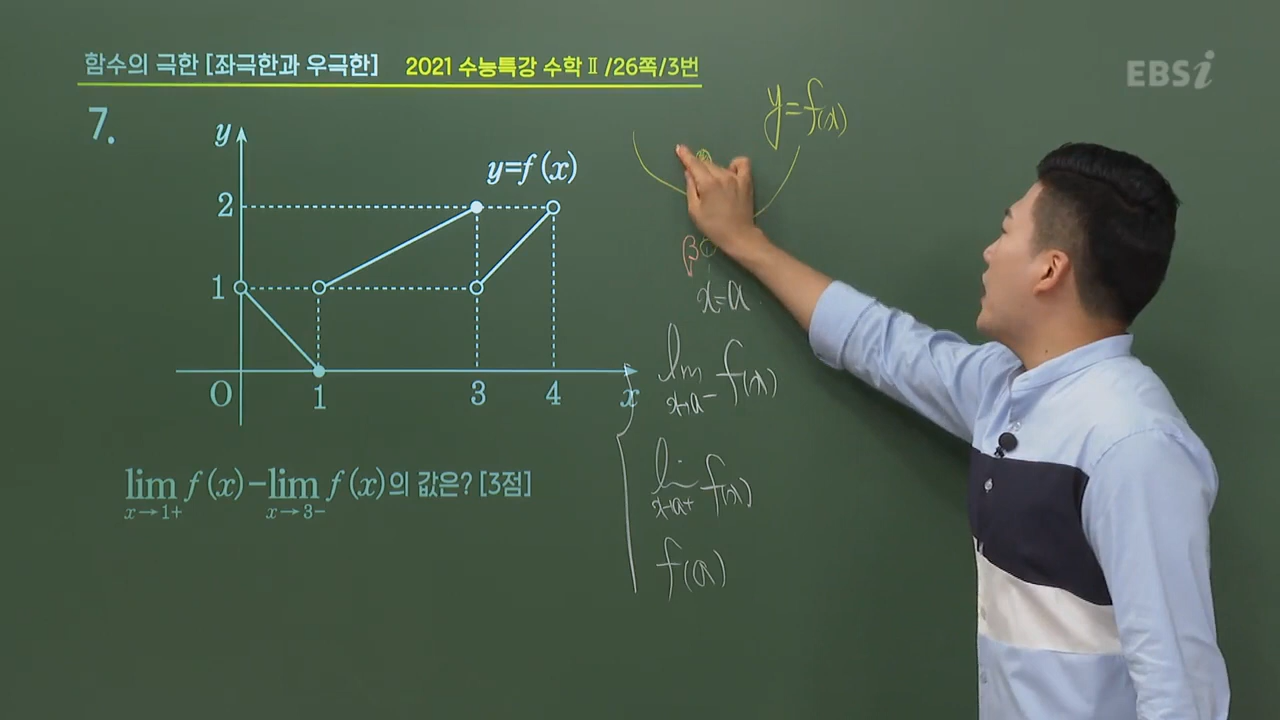 함수의 극한 [좌극한과 우극한] 2021 수능특강 수학Ⅱ/26쪽/3번
EBSi
7.
y
y=f(x)
2
1
O
1
3
4
x
lim f(x)-lim f(x)의 값은? [3점]
x→1+ x→3-
y=f(x)
β
x=a
lim f(x)
x→a-
lim f(x)
x→a+
f(a)